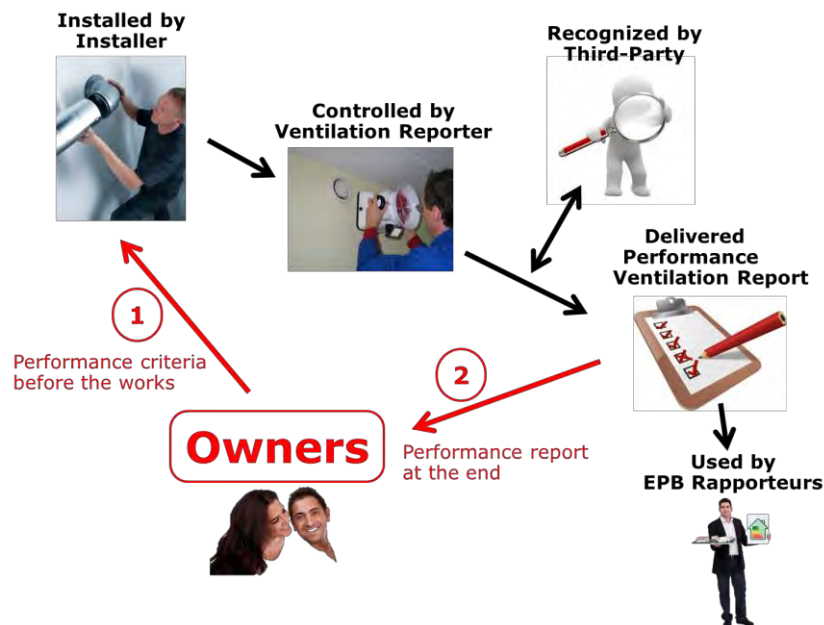 Installed by
Installer
Recognized by
Third-Party
Controlled by
Ventilation Reporter
Delivered
Performance
Ventilation Report
1
Performance criteria
before the works
2
Owners
Performance report
at the end
Used by
EPB Rapporteurs